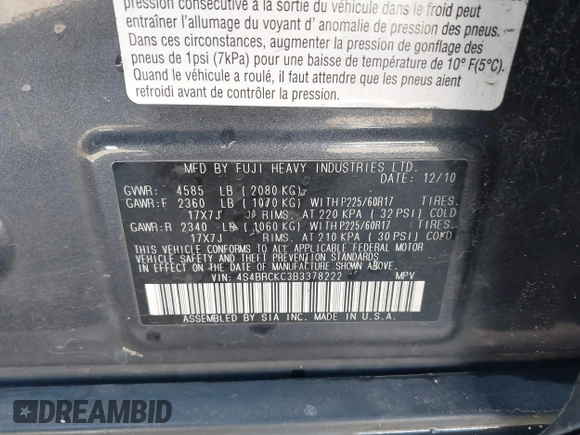 pression consécutive à la sortie du véhicule dans le froid peut
entraîner l'allumage du voyant d' anomalie de pression des pneus.
Dans ces circonstances, augmenter la pression de gonflage des
pneus de 1psi (7kPa) pour une baisse de température de 10° F(5°C).
Quand le véhicule a roulé, il faut attendre que les pneus aient
refroidi avant de contrôler la pression.
MFD BY FUJI HEAVY INDUSTRIES LTD.
DATE: 12/10
GVWR: 4585 LB (2080 KG)
GAWR:F 2360 LB (1070 KG) WITH P225/60R17 TIRES.
17X7J RIMS. AT 220 KPA (32 PSI) COLD
GAWR:R 2340 LB (1060 KG) WITH P225/60R17 TIRES.
17X7J RIMS. AT 210 KPA (30 PSI) COLD
THIS VEHICLE CONFORMS TO ALL APPLICABLE FEDERAL MOTOR
VEHICLE SAFETY AND THEFT PREVENTION STANDARDS
IN EFFECT ON THE DATE OF MANUFACTURE SHOWN ABOVE.
VIN: 4S4BRCKC3B3378222 MPV
ASSEMBLED BY SIA INC. MADE IN U.S.A.
DREAMBID